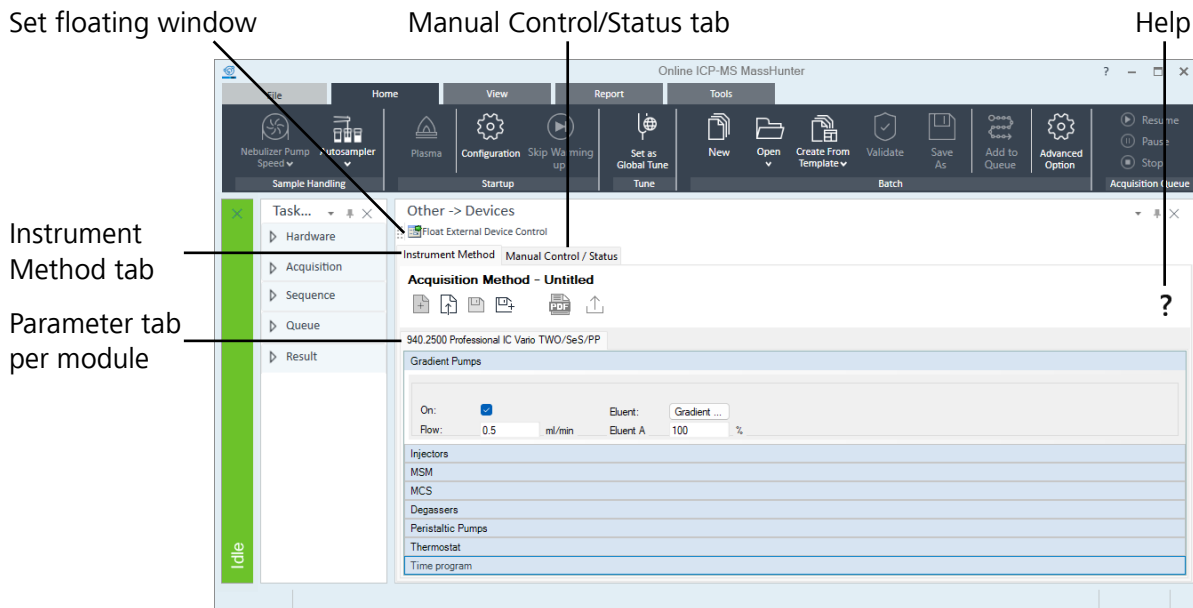 Set floating window
Manual Control/Status tab
Help
Online ICP-MS MassHunter
?
File
Home
View
Report
Tools
Nebulizer Pump
Speed
Autosampler
Plasma
Configuration
Skip Warming
up
Set as
Global Tune
New
Open
Create From
Template
Validate
Save
As
Add to
Queue
Advanced
Option
Resume
Pause
Stop
Sample Handling
Startup
Tune
Batch
Acquisition Queue
Task...
Hardware
Acquisition
Sequence
Queue
Result
Idle
Instrument
Method tab
Parameter tab
per module
Other -> Devices
Float External Device Control
Instrument Method
Manual Control / Status
Acquisition Method - Untitled
PDF
?
940.2500 Professional IC Vario TWO/SeS/PP
Gradient Pumps
On:
Eluent:
Gradient ...
Flow:
0.5
ml/min
Eluent A
100
%
Injectors
MSM
MCS
Degassers
Peristaltic Pumps
Thermostat
Time program